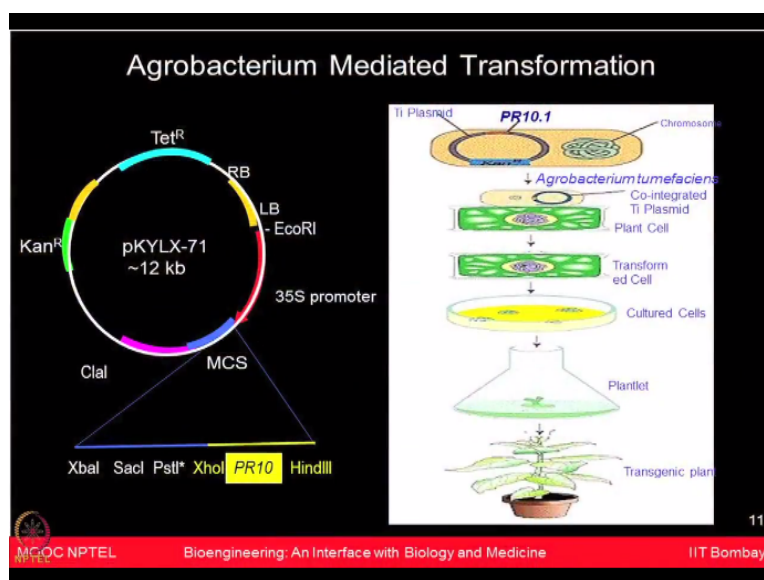 Agrobacterium Mediated Transformation
TetR
RB
LB
- EcoRI
KanR
pKYLX-71
~12 kb
35S promoter
ClaI
MCS
XbaI SacI PstI* XhoI PR10 HindIII
Ti Plasmid
PR10.1
Chromosome
KanR
Agrobacterium tumefaciens
Co-integrated
Ti Plasmid
Plant Cell
Transform
ed Cell
Cultured Cells
Plantlet
Transgenic plant
11
MOOC NPTEL Bioengineering: An Interface with Biology and Medicine IIT Bombay
NPTEL